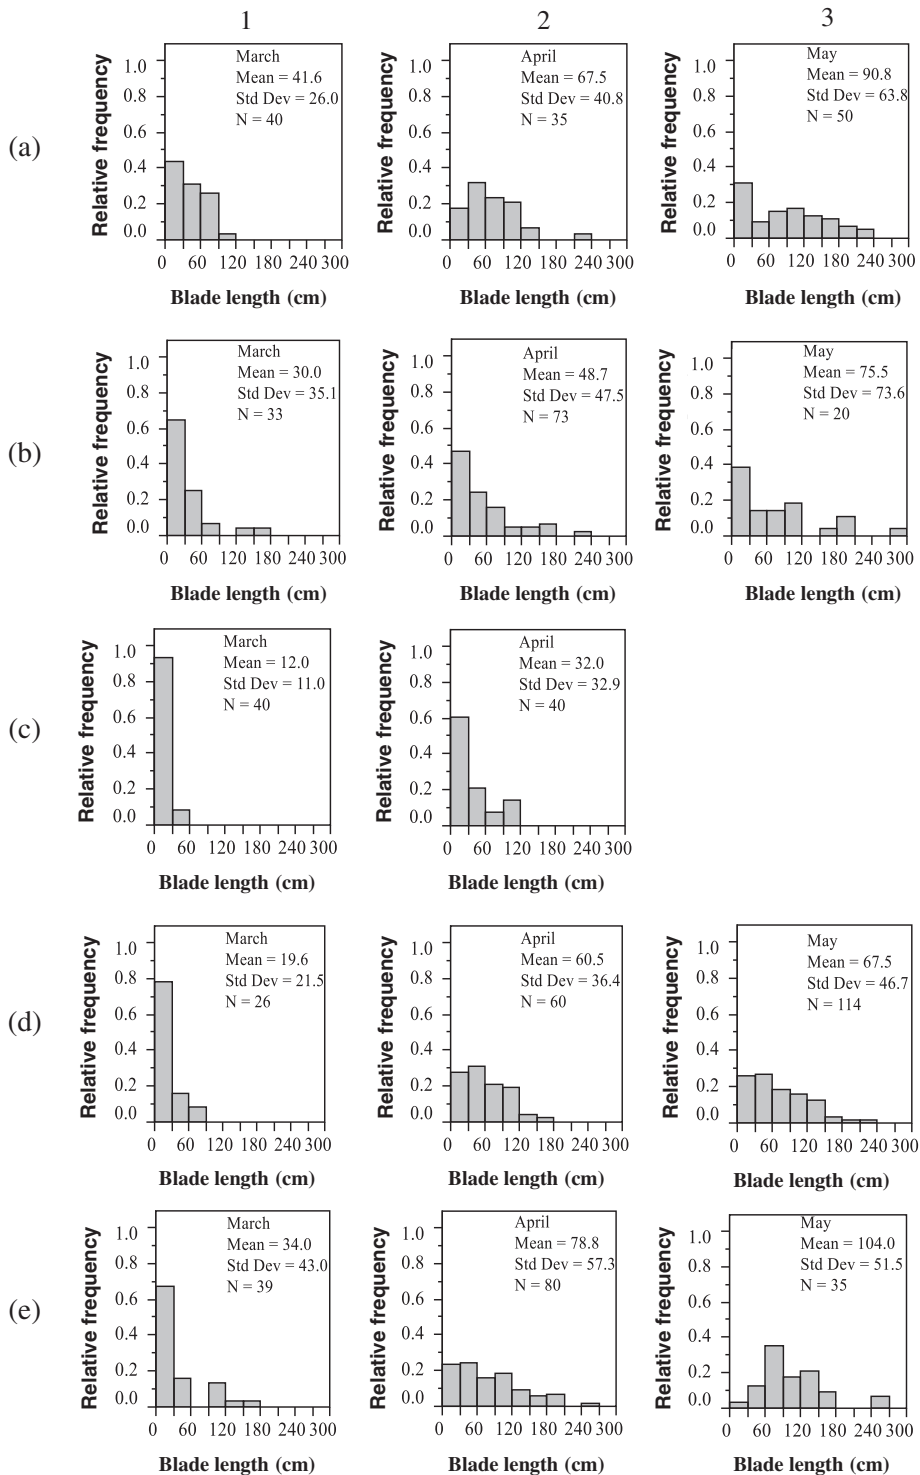 1 2 3
(a)
Relative frequency
1.0
0.8
0.6
0.4
0.2
0.0
March
Mean = 41.6
Std Dev = 26.0
N = 40
0 60 120 180 240 300
Blade length (cm)
Relative frequency
1.0
0.8
0.6
0.4
0.2
0.0
April
Mean = 67.5
Std Dev = 40.8
N = 35
0 60 120 180 240 300
Blade length (cm)
Relative frequency
1.0
0.8
0.6
0.4
0.2
0.0
May
Mean = 90.8
Std Dev = 63.8
N = 50
0 60 120 180 240 300
Blade length (cm)
(b)
Relative frequency
1.0
0.8
0.6
0.4
0.2
0.0
March
Mean = 30.0
Std Dev = 35.1
N = 33
0 60 120 180 240 300
Blade length (cm)
Relative frequency
1.0
0.8
0.6
0.4
0.2
0.0
April
Mean = 48.7
Std Dev = 47.5
N = 73
0 60 120 180 240 300
Blade length (cm)
Relative frequency
1.0
0.8
0.6
0.4
0.2
0.0
May
Mean = 75.5
Std Dev = 73.6
N = 20
0 60 120 180 240 300
Blade length (cm)
(c)
Relative frequency
1.0
0.8
0.6
0.4
0.2
0.0
March
Mean = 12.0
Std Dev = 11.0
N = 40
0 60 120 180 240 300
Blade length (cm)
Relative frequency
1.0
0.8
0.6
0.4
0.2
0.0
April
Mean = 32.0
Std Dev = 32.9
N = 40
0 60 120 180 240 300
Blade length (cm)
(d)
Relative frequency
1.0
0.8
0.6
0.4
0.2
0.0
March
Mean = 19.6
Std Dev = 21.5
N = 26
0 60 120 180 240 300
Blade length (cm)
Relative frequency
1.0
0.8
0.6
0.4
0.2
0.0
April
Mean = 60.5
Std Dev = 36.4
N = 60
0 60 120 180 240 300
Blade length (cm)
Relative frequency
1.0
0.8
0.6
0.4
0.2
0.0
May
Mean = 67.5
Std Dev = 46.7
N = 114
0 60 120 180 240 300
Blade length (cm)
(e)
Relative frequency
1.0
0.8
0.6
0.4
0.2
0.0
March
Mean = 34.0
Std Dev = 43.0
N = 39
0 60 120 180 240 300
Blade length (cm)
Relative frequency
1.0
0.8
0.6
0.4
0.2
0.0
April
Mean = 78.8
Std Dev = 57.3
N = 80
0 60 120 180 240 300
Blade length (cm)
Relative frequency
1.0
0.8
0.6
0.4
0.2
0.0
May
Mean = 104.0
Std Dev = 51.5
N = 35
0 60 120 180 240 300
Blade length (cm)